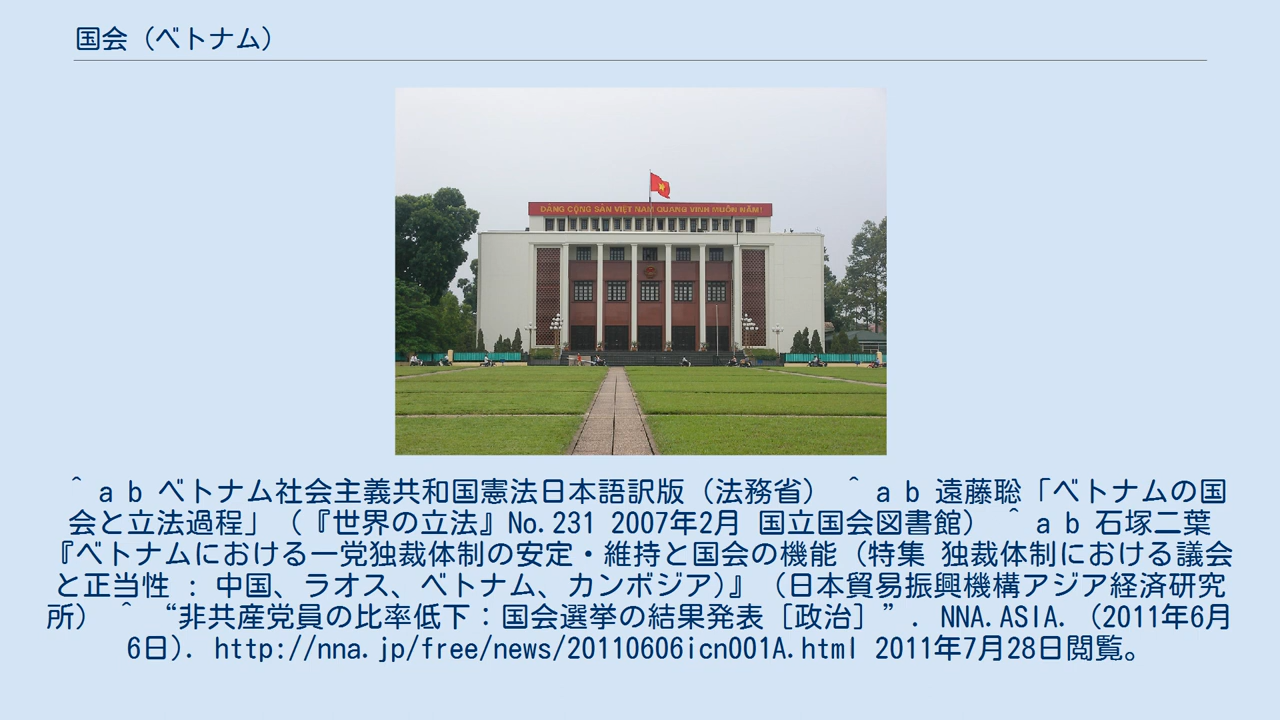 国会（ベトナム）
ĐẢNG CỘNG SẢN VIỆT NAM QUANG VINH MUÔN NĂM!
^ a b ベトナム社会主義共和国憲法日本語訳版（法務省） ^ a b 遠藤聡「ベトナムの国
会と立法過程」（『世界の立法』No.231 2007年2月 国立国会図書館） ^ a b 石塚二葉
『ベトナムにおける一党独裁体制の安定・維持と国会の機能（特集 独裁体制における議会
と正当性 : 中国、ラオス、ベトナム、カンボジア)』（日本貿易振興機構アジア経済研究
所） ^ “非共産党員の比率低下：国会選挙の結果発表［政治］”. NNA.ASIA. (2011年6月
6日). http://nna.jp/free/news/20110606icn001A.html 2011年7月28日閲覧。